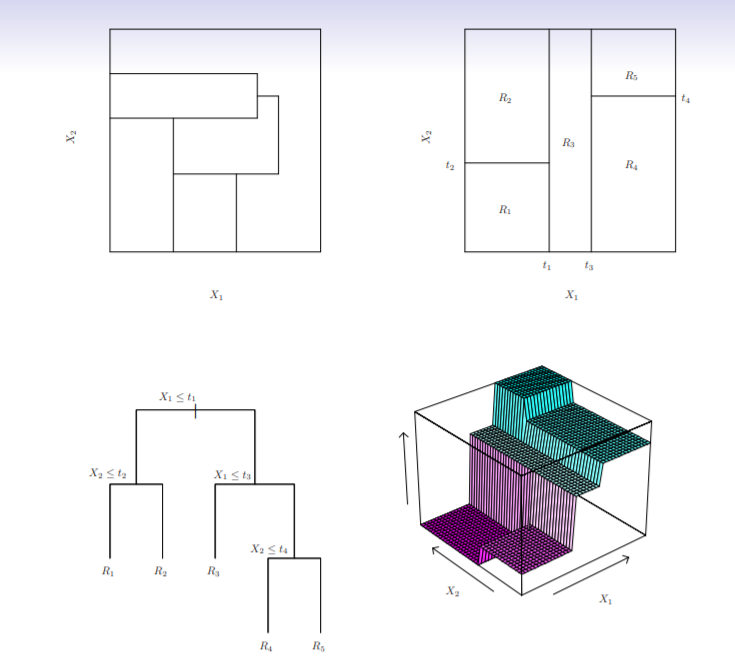 X₂
X₁
R₂
R₅
R₃
R₄
R₁
t₄
t₂
t₁
t₃
X₂
X₁
X₁ ≤ t₁
X₂ ≤ t₂
X₁ ≤ t₃
X₂ ≤ t₄
R₁
R₂
R₃
R₄
R₅
X₂
X₁